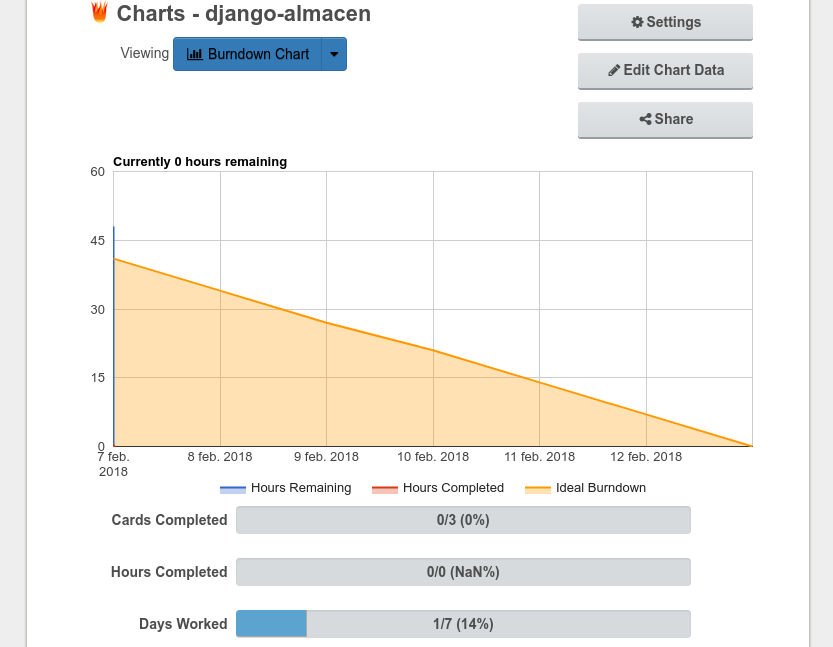 Charts - django-almacen
Viewing Burndown Chart
Settings
Edit Chart Data
Share
Currently 0 hours remaining
60
45
30
15
0
7 feb. 2018 8 feb. 2018 9 feb. 2018 10 feb. 2018 11 feb. 2018 12 feb. 2018
Hours Remaining Hours Completed Ideal Burndown
Cards Completed 0/3 (0%)
Hours Completed 0/0 (NaN%)
Days Worked 1/7 (14%)